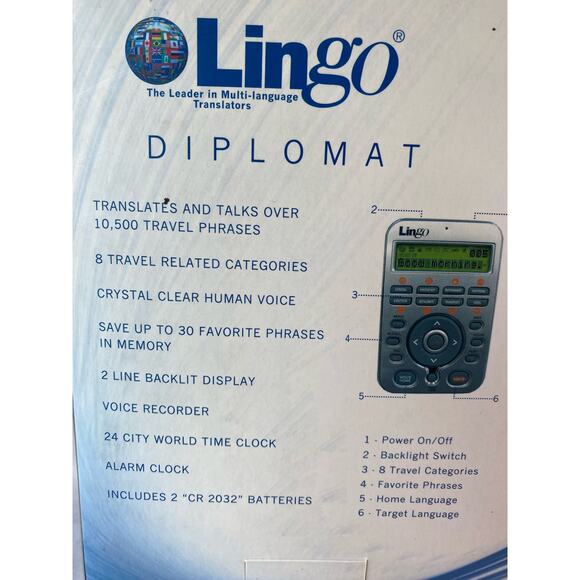 Lingo®
The Leader in Multi-language
Translators
DIPLOMAT
TRANSLATES AND TALKS OVER
10,500 TRAVEL PHRASES
8 TRAVEL RELATED CATEGORIES
CRYSTAL CLEAR HUMAN VOICE
SAVE UP TO 30 FAVORITE PHRASES
IN MEMORY
2 LINE BACKLIT DISPLAY
VOICE RECORDER
24 CITY WORLD TIME CLOCK
ALARM CLOCK
INCLUDES 2 “CR 2032” BATTERIES
2
Lingo
005
Good morning
3
4
5
6
1 - Power On/Off
2 - Backlight Switch
3 - 8 Travel Categories
4 - Favorite Phrases
5 - Home Language
6 - Target Language